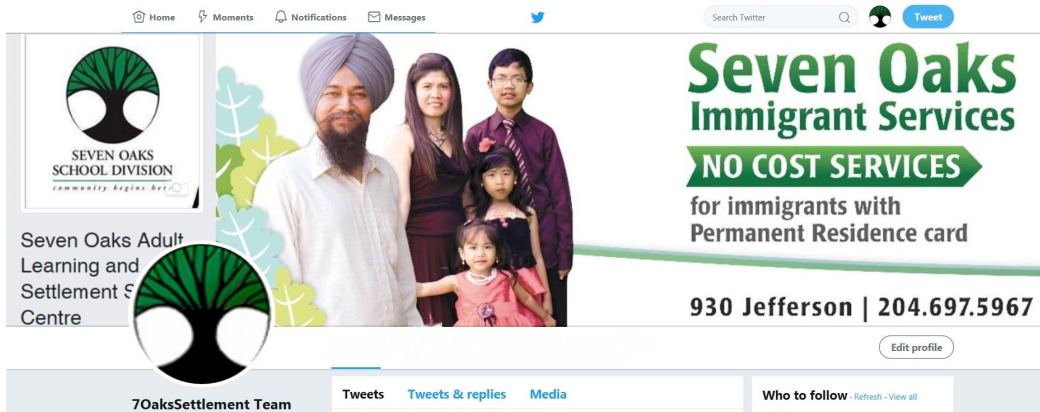 Home Moments Notifications Messages Search Twitter Tweet
SEVEN OAKS
SCHOOL DIVISION
community begins here
Seven Oaks Adult
Learning and
Settlement S
Centre
Seven Oaks
Immigrant Services
NO COST SERVICES
for immigrants with
Permanent Residence card
930 Jefferson | 204.697.5967
Edit profile
7OaksSettlement Team
Tweets Tweets & replies Media
Who to follow · Refresh · View all